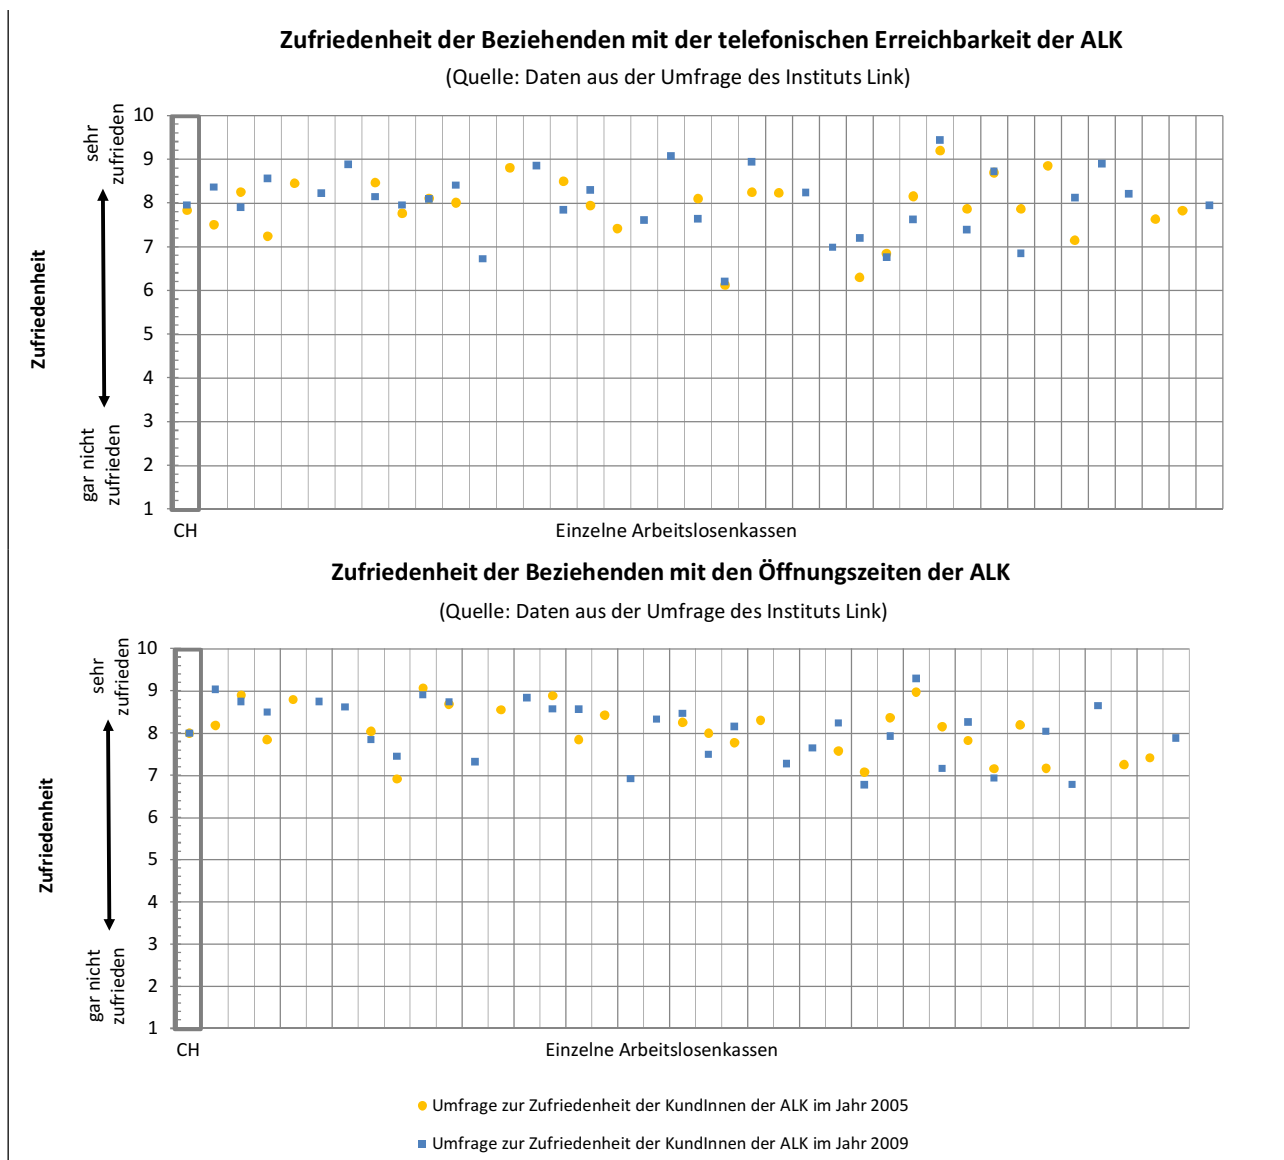 Zufriedenheit der Beziehenden mit der telefonischen Erreichbarkeit der ALK
(Quelle: Daten aus der Umfrage des Instituts Link)
Zufriedenheit
sehr
zufrieden
gar nicht
zufrieden
10
9
8
7
6
5
4
3
2
1
CH
Einzelne Arbeitslosenkassen
Zufriedenheit der Beziehenden mit den Öffnungszeiten der ALK
(Quelle: Daten aus der Umfrage des Instituts Link)
Zufriedenheit
sehr
zufrieden
gar nicht
zufrieden
10
9
8
7
6
5
4
3
2
1
CH
Einzelne Arbeitslosenkassen
Umfrage zur Zufriedenheit der KundInnen der ALK im Jahr 2005
Umfrage zur Zufriedenheit der KundInnen der ALK im Jahr 2009